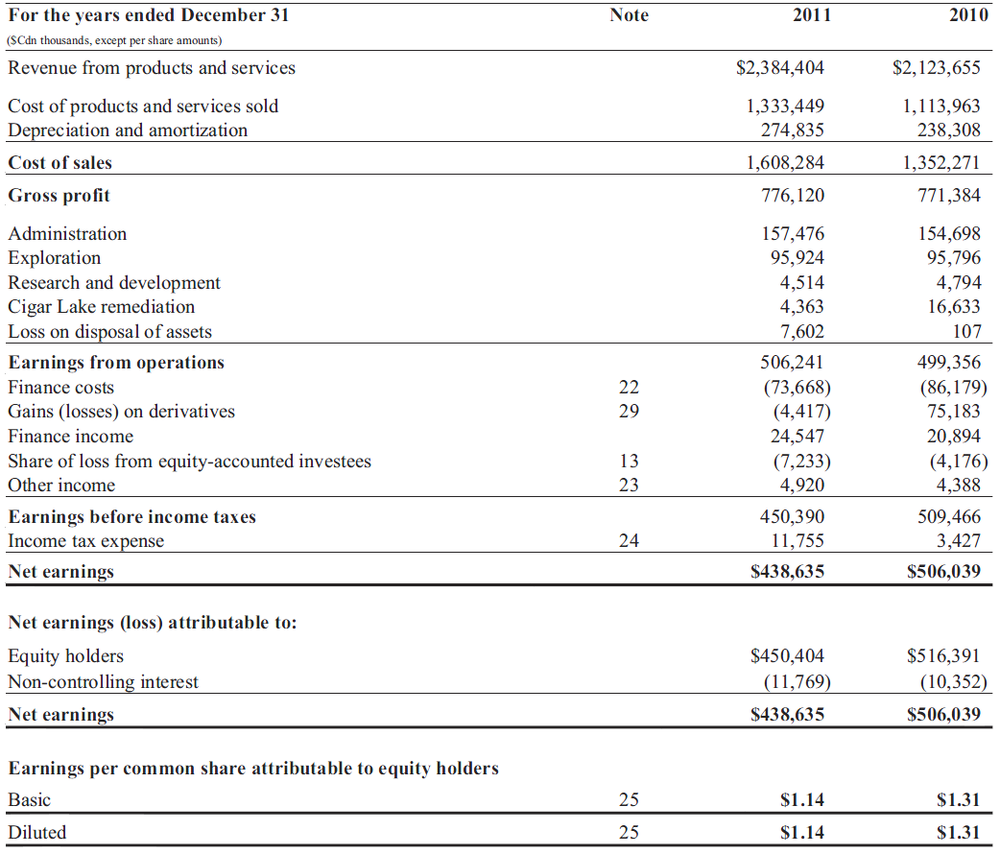 For the years ended December 31 Note 2011 2010
($Cdn thousands, except per share amounts)
Revenue from products and services $2,384,404 $2,123,655
Cost of products and services sold 1,333,449 1,113,963
Depreciation and amortization 274,835 238,308
Cost of sales 1,608,284 1,352,271
Gross profit 776,120 771,384
Administration 157,476 154,698
Exploration 95,924 95,796
Research and development 4,514 4,794
Cigar Lake remediation 4,363 16,633
Loss on disposal of assets 7,602 107
Earnings from operations 506,241 499,356
Finance costs 22 (73,668) (86,179)
Gains (losses) on derivatives 29 (4,417) 75,183
Finance income 24,547 20,894
Share of loss from equity-accounted investees 13 (7,233) (4,176)
Other income 23 4,920 4,388
Earnings before income taxes 450,390 509,466
Income tax expense 24 11,755 3,427
Net earnings $438,635 $506,039
Net earnings (loss) attributable to:
Equity holders $450,404 $516,391
Non-controlling interest (11,769) (10,352)
Net earnings $438,635 $506,039
Earnings per common share attributable to equity holders
Basic 25 $1.14 $1.31
Diluted 25 $1.14 $1.31